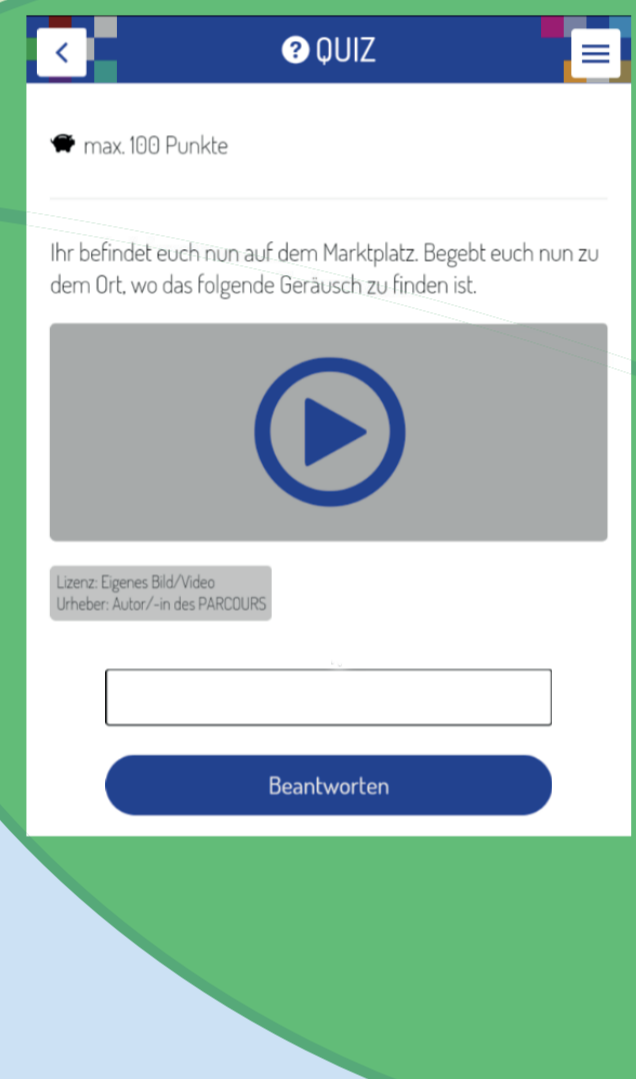 QUIZ
max. 100 Punkte
Ihr befindet euch nun auf dem Marktplatz. Begebt euch nun zu
dem Ort, wo das folgende Geräusch zu finden ist.
Lizenz: Eigenes Bild/Video
Urheber: Autor/-in des PARCOURS
Beantworten